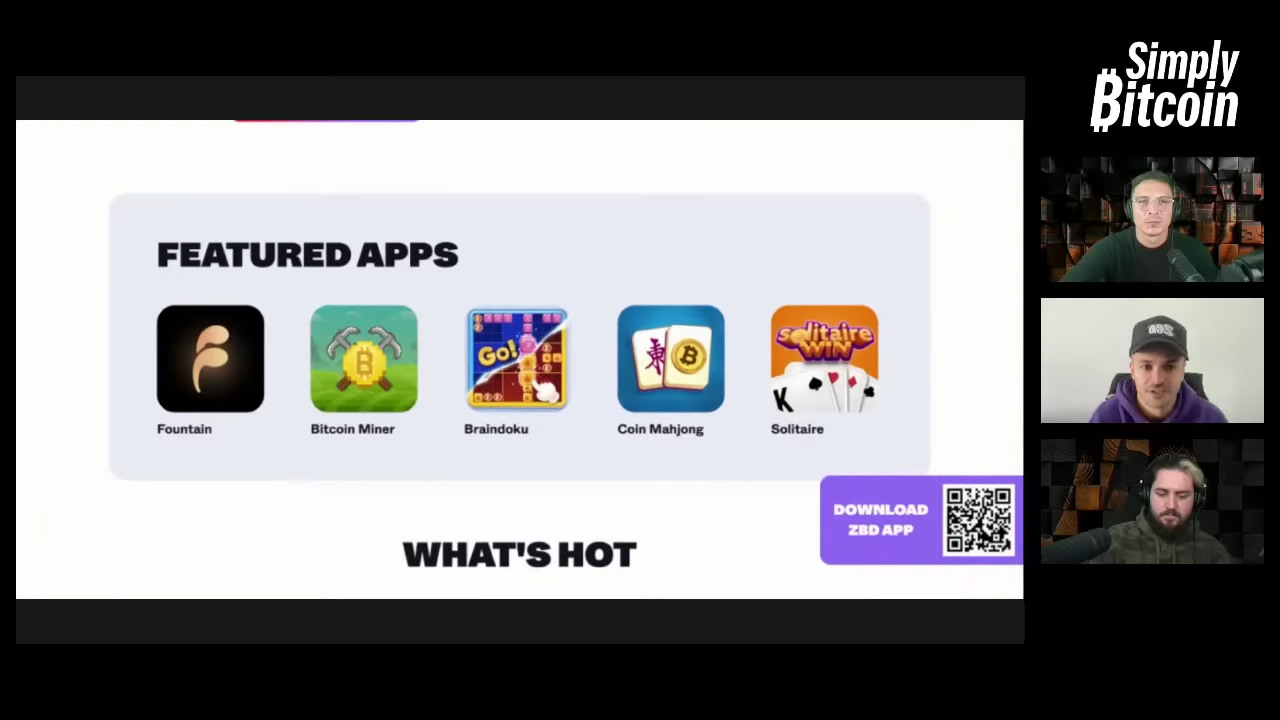 Simply
Bitcoin
FEATURED APPS
Go!
東
solitaire
WIN
K
Fountain
Bitcoin Miner
Braindoku
Coin Mahjong
Solitaire
DOWNLOAD
ZBD APP
WHAT'S HOT